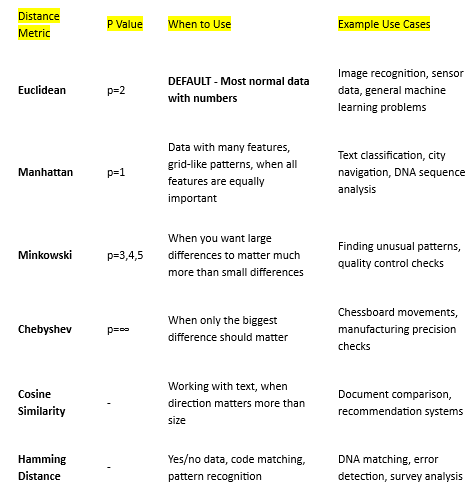 Distance
Metric
P Value
When to Use
Example Use Cases
Euclidean
p=2
DEFAULT - Most normal data
with numbers
Image recognition, sensor
data, general machine
learning problems
Manhattan
p=1
Data with many features,
grid-like patterns, when all
features are equally
important
Text classification, city
navigation, DNA sequence
analysis
Minkowski
p=3,4,5
When you want large
differences to matter much
more than small differences
Finding unusual patterns,
quality control checks
Chebyshev
p=∞
When only the biggest
difference should matter
Chessboard movements,
manufacturing precision
checks
Cosine
Similarity
-
Working with text, when
direction matters more than
size
Document comparison,
recommendation systems
Hamming
Distance
-
Yes/no data, code matching,
pattern recognition
DNA matching, error
detection, survey analysis